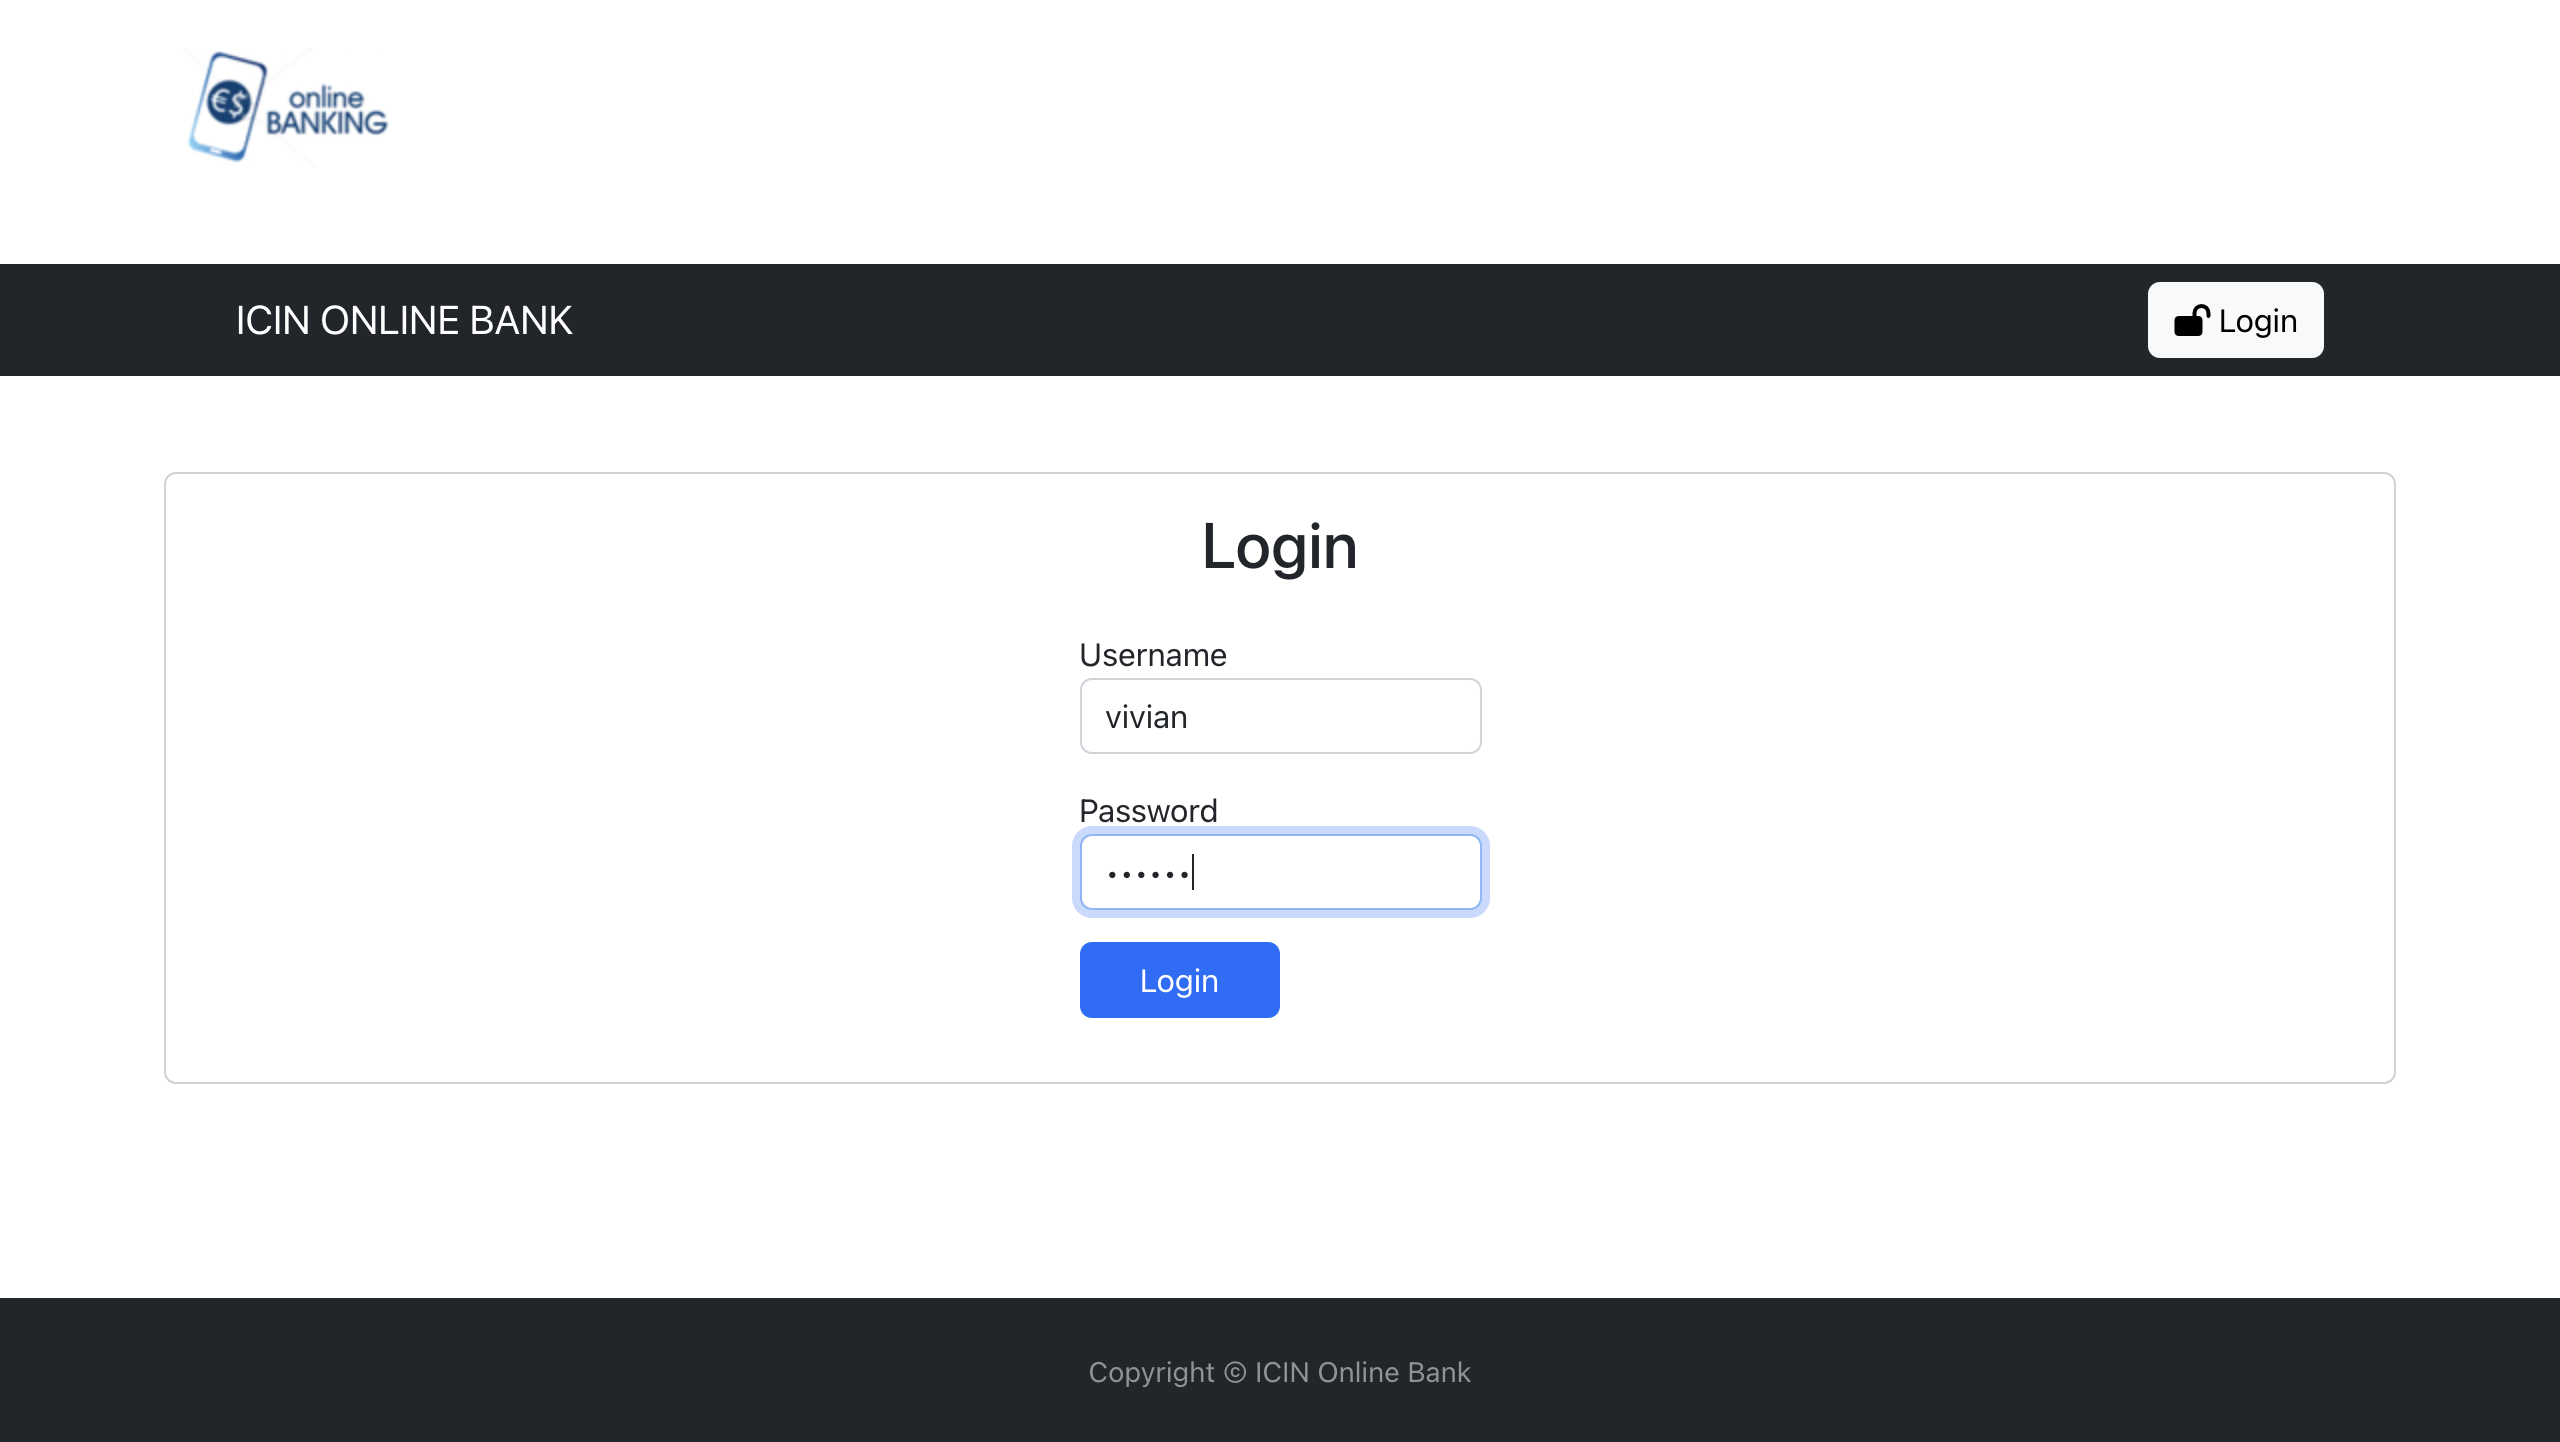 €$
online
BANKING
ICIN ONLINE BANK
Login
Login
Username
vivian
Password
••••••
Login
Copyright © ICIN Online Bank